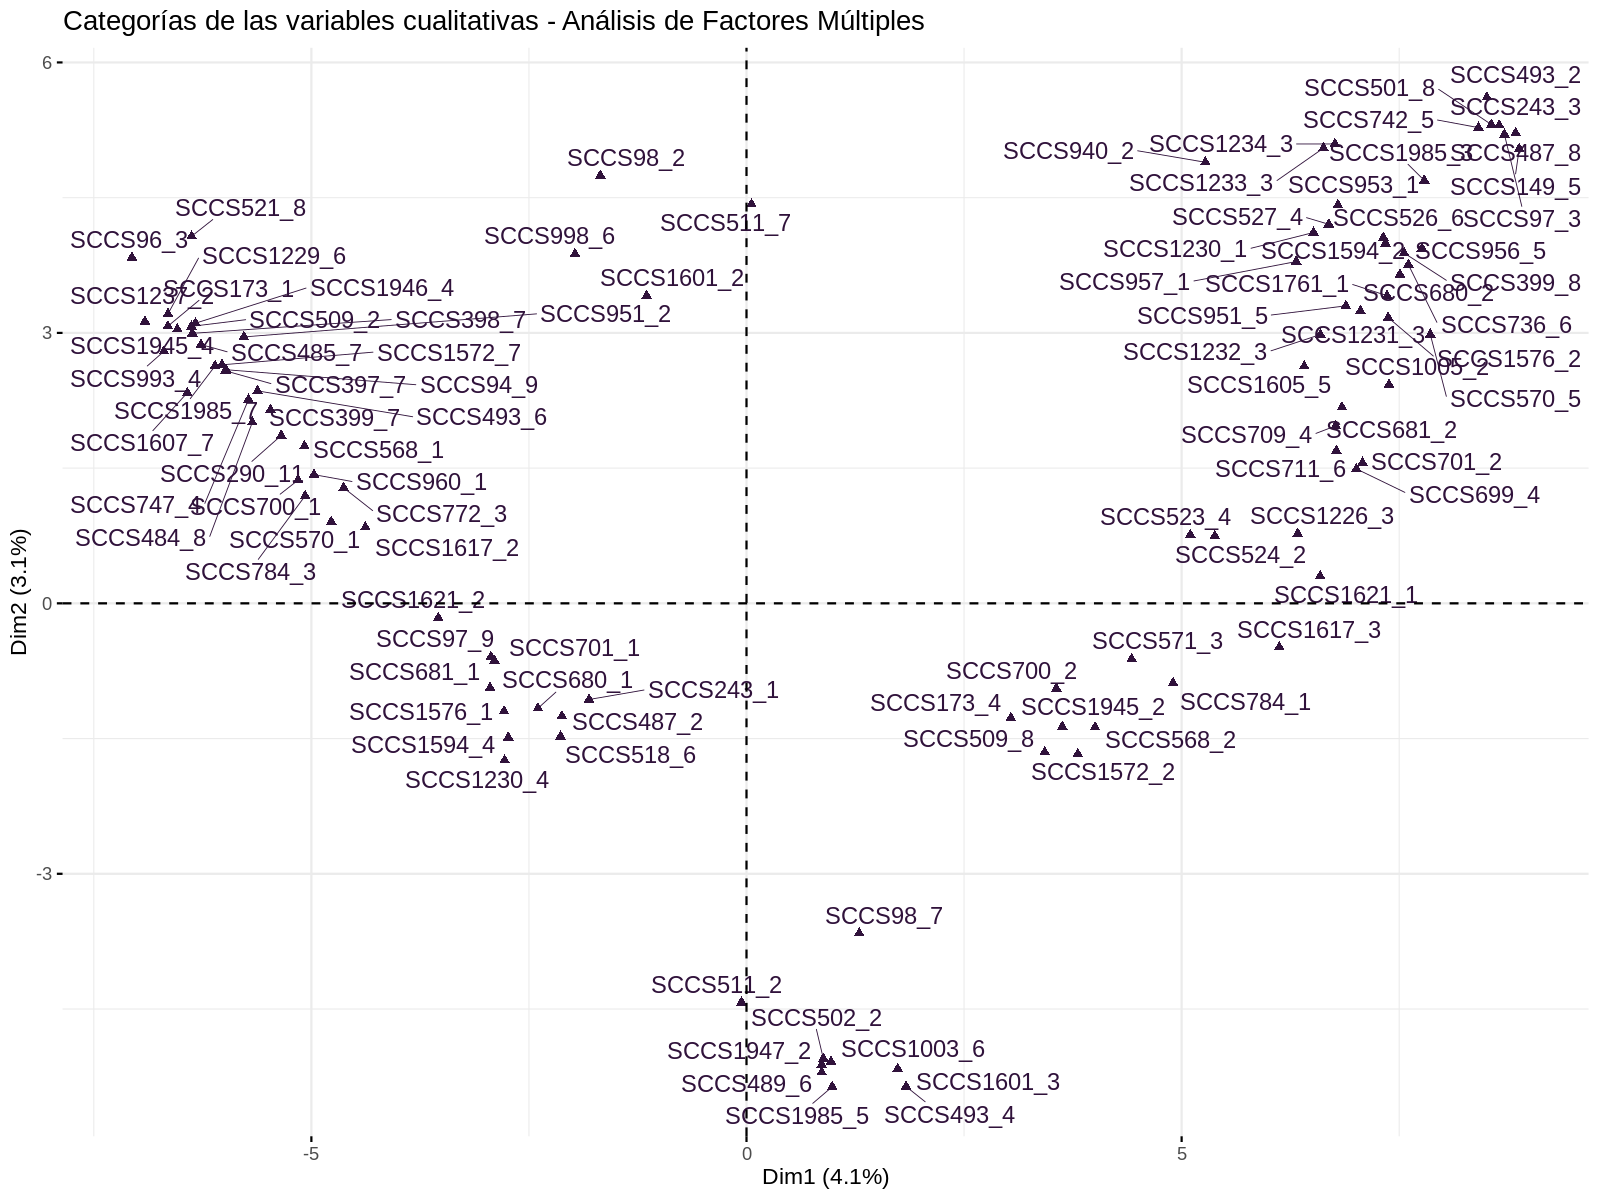 Categorías de las variables cualitativas - Análisis de Factores Múltiples
6
SCCS493_2
SCCS501_8
SCCS243_3
SCCS742_5
SCCS940_2
SCCS1234_3
SCCS1985_3
SCCS487_8
SCCS98_2
SCCS1233_3
SCCS953_1
SCCS149_5
SCCS521_8
SCCS511_7
SCCS527_4
SCCS526_6
SCCS97_3
SCCS96_3
SCCS998_6
SCCS1229_6
SCCS1230_1
SCCS1594_2
SCCS956_5
SCCS1237_2
SCCS173_1
SCCS1946_4
SCCS1601_2
SCCS957_1
SCCS1761_1
SCCS680_2
SCCS399_8
SCCS509_2
SCCS398_7
SCCS951_2
SCCS951_5
SCCS736_6
3
SCCS1945_4
SCCS485_7
SCCS1572_7
SCCS1232_3
SCCS1231_3
SCCS1576_2
SCCS993_4
SCCS397_7
SCCS94_9
SCCS1605_5
SCCS1005_2
SCCS570_5
SCCS1985_7
SCCS399_7
SCCS493_6
SCCS1607_7
SCCS568_1
SCCS709_4
SCCS681_2
SCCS290_11
SCCS960_1
SCCS711_6
SCCS701_2
SCCS699_4
SCCS747_4
SCCS700_1
SCCS772_3
SCCS523_4
SCCS1226_3
SCCS484_8
SCCS570_1
SCCS1617_2
SCCS524_2
SCCS784_3
0
SCCS1621_2
SCCS1621_1
SCCS97_9
SCCS701_1
SCCS571_3
SCCS1617_3
SCCS681_1
SCCS680_1
SCCS243_1
SCCS700_2
SCCS784_1
SCCS1576_1
SCCS487_2
SCCS173_4
SCCS1945_2
SCCS1594_4
SCCS518_6
SCCS509_8
SCCS568_2
SCCS1230_4
SCCS1572_2
-3
SCCS98_7
SCCS511_2
SCCS502_2
SCCS1947_2
SCCS1003_6
SCCS489_6
SCCS1601_3
SCCS1985_5
SCCS493_4
-5
0
5
Dim1 (4.1%)
Dim2 (3.1%)